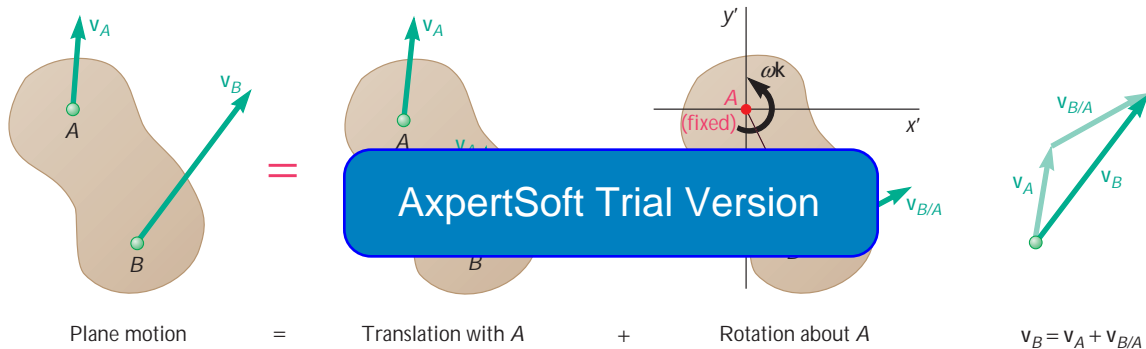 y'
v_A
v_A
ωk
v_B
A
(fixed)
x'
v_B/A
A
A
v_A
v_B
AxpertSoft Trial Version
v_B/A
=
B
B
Plane motion = Translation with A + Rotation about A v_B = v_A + v_B/A